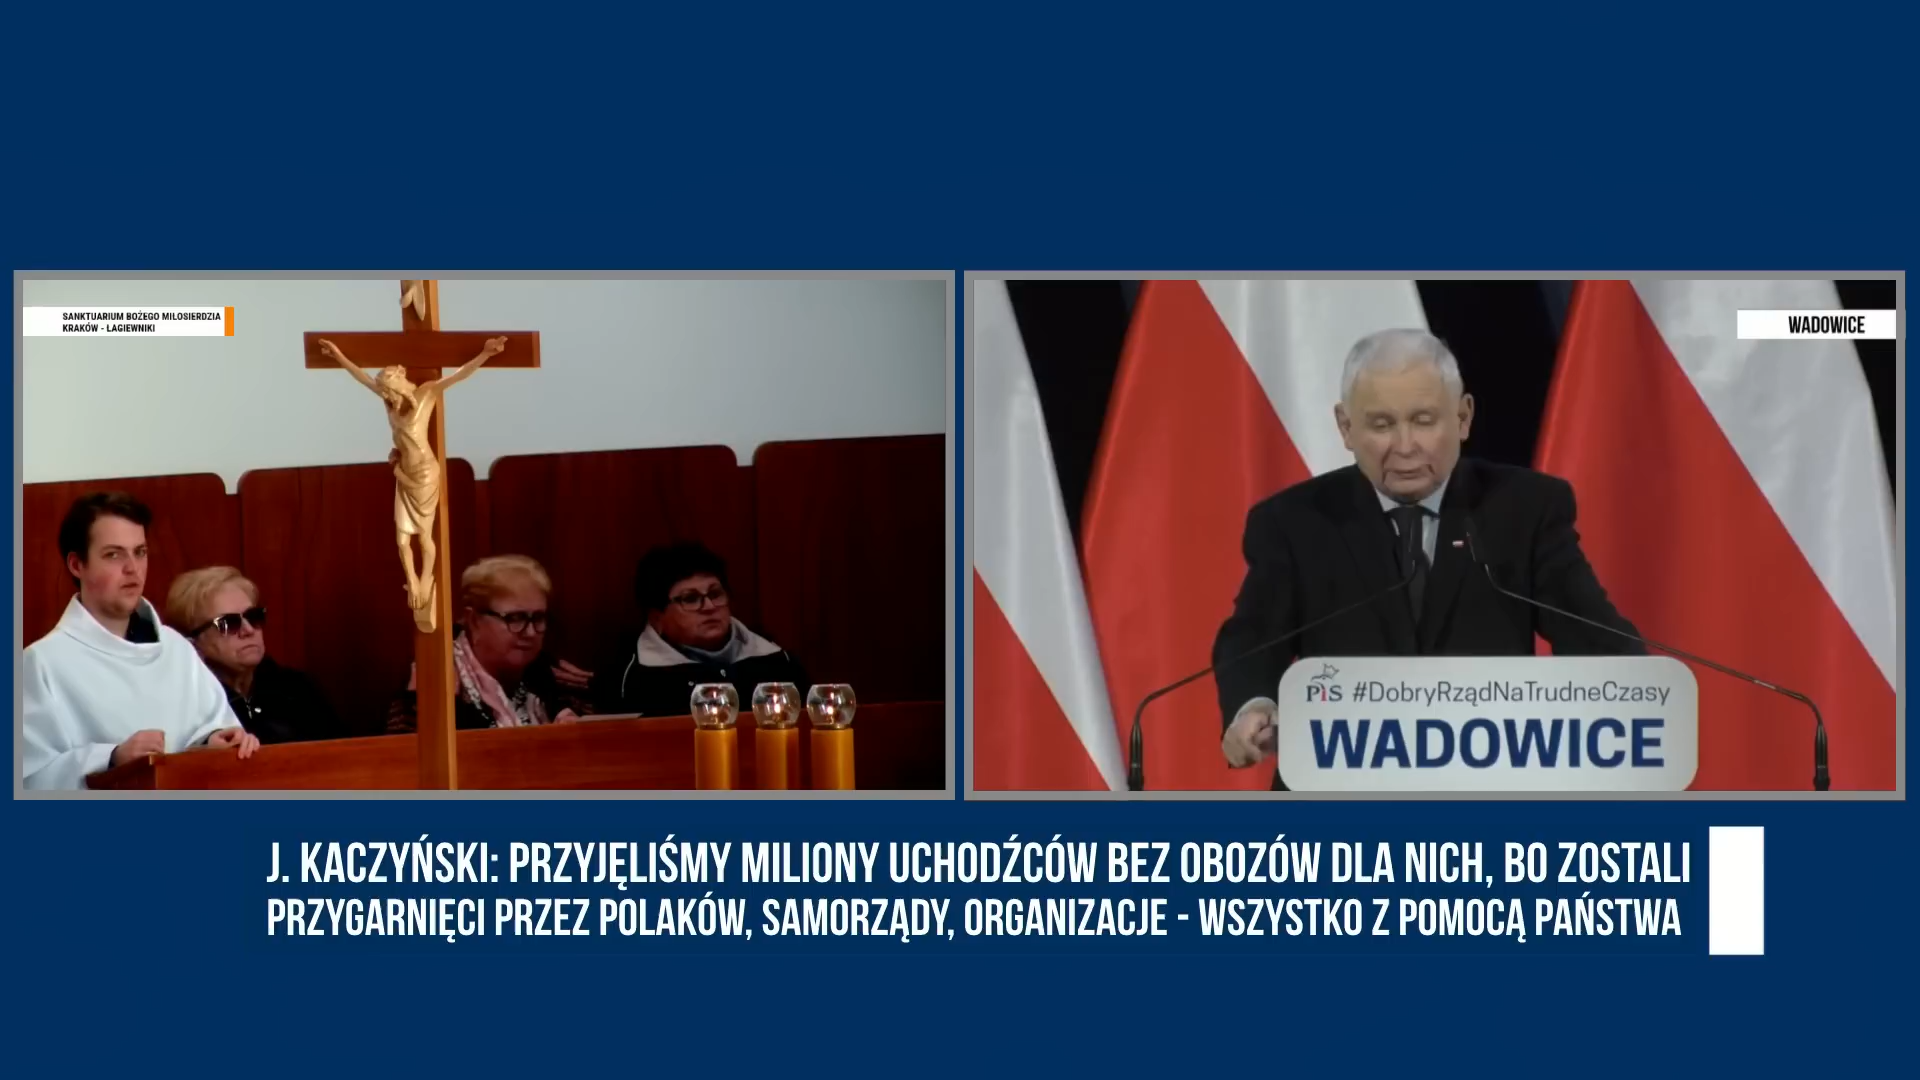 SANKTUARIUM BOŻEGO MIŁOSIERDZIA
KRAKÓW - ŁAGIEWNIKI
WADOWICE
PiS #DobryRządNaTrudneCzasy
WADOWICE
J. KACZYŃSKI: PRZYJĘLIŚMY MILIONY UCHODŹCÓW BEZ OBOZÓW DLA NICH, BO ZOSTALI
PRZYGARNIĘCI PRZEZ POLAKÓW, SAMORZĄDY, ORGANIZACJE - WSZYSTKO Z POMOCĄ PAŃSTWA